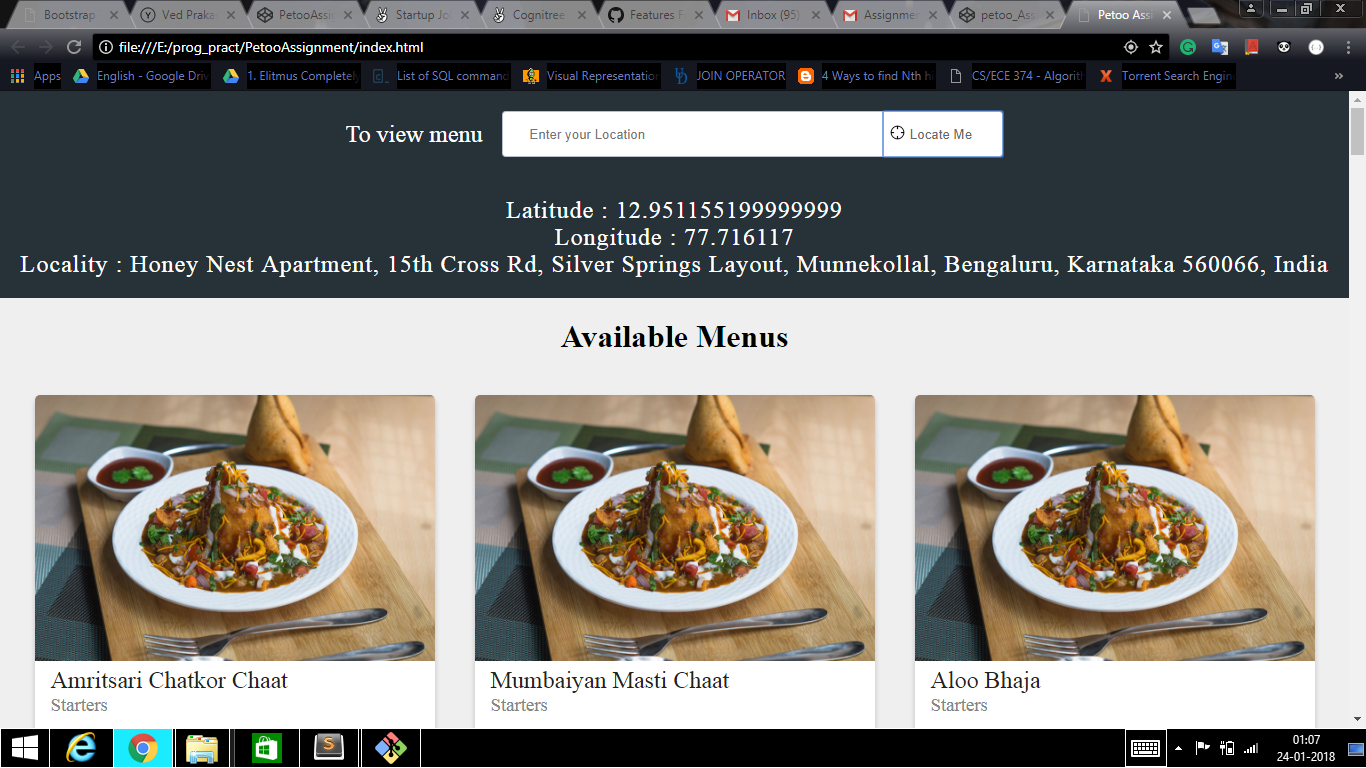 Bootstrap
Ved Praka
PetooAssi
Startup Jo
Cognitree
Features F
Inbox (95)
Assignme
petoo_Ass
Petoo Assi
file:///E:/prog_pract/PetooAssignment/index.html
Apps
English - Google Driv
1. Elitmus Completely
List of SQL command
Visual Representation
JOIN OPERATOR
4 Ways to find Nth h
CS/ECE 374 - Algorit
Torrent Search Engin
»
To view menu
Enter your Location
Locate Me
Latitude : 12.951155199999999
Longitude : 77.716117
Locality : Honey Nest Apartment, 15th Cross Rd, Silver Springs Layout, Munnekollal, Bengaluru, Karnataka 560066, India
Available Menus
Amritsari Chatkor Chaat
Starters
Mumbaiyan Masti Chaat
Starters
Aloo Bhaja
Starters
01:07
24-01-2018